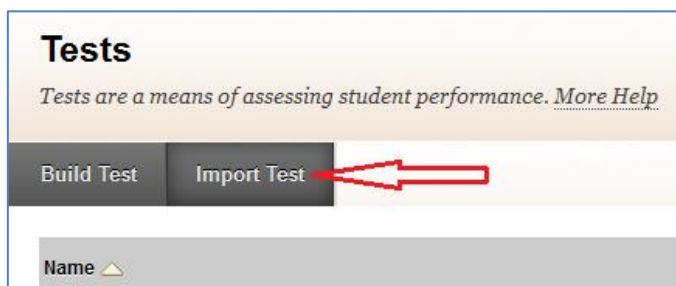 Tests
Tests are a means of assessing student performance. More Help
Build Test Import Test
Name